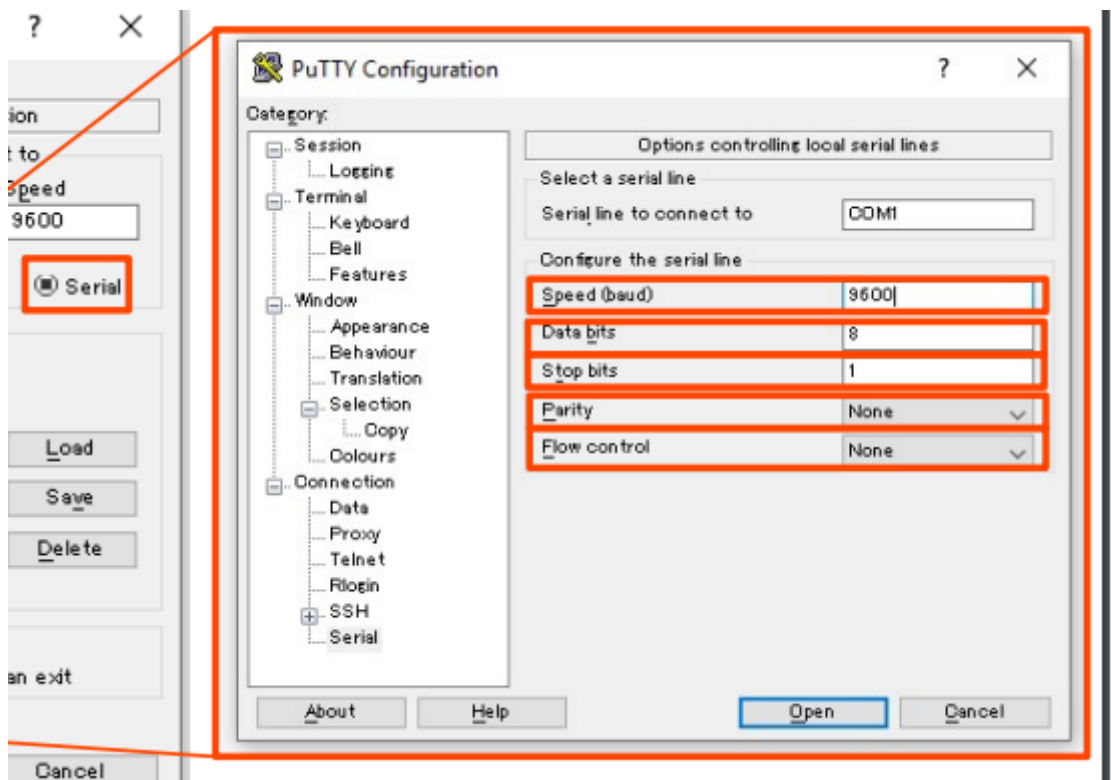 ?
ion
t to
Speed
9600
Serial
Load
Save
Delete
an exit
Cancel
PuTTY Configuration
?
Category:
Session
Logging
Terminal
Keyboard
Bell
Features
Window
Appearance
Behaviour
Translation
Selection
Copy
Colours
Connection
Data
Proxy
Telnet
Rlogin
SSH
Serial
Options controlling local serial lines
Select a serial line
Serial line to connect to COM1
Configure the serial line
Speed (baud) 9600
Data bits 8
Stop bits 1
Parity None
Flow control None
About Help Open Cancel